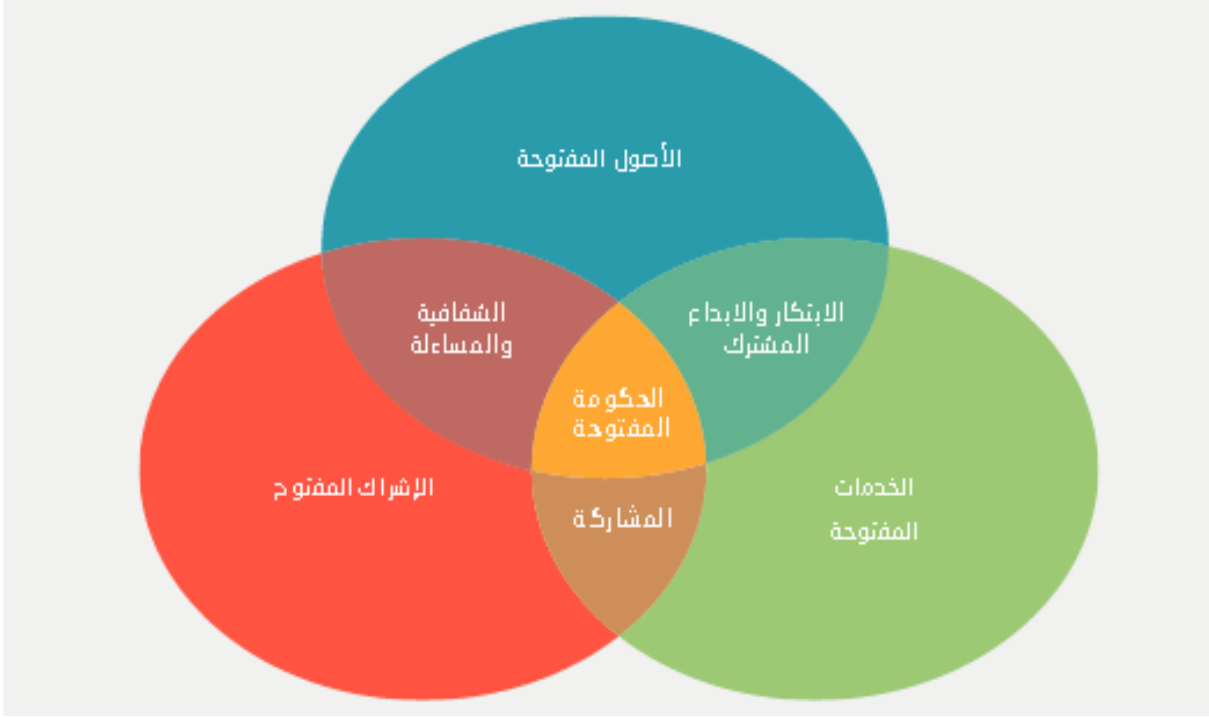 الأصول المفتوحة
الابتكار والابداع
المشترك
الشفافية
والمساءلة
الحكومة
المفتوحة
الخدمات
المفتوحة
الإشراك المفتوح
المشاركة